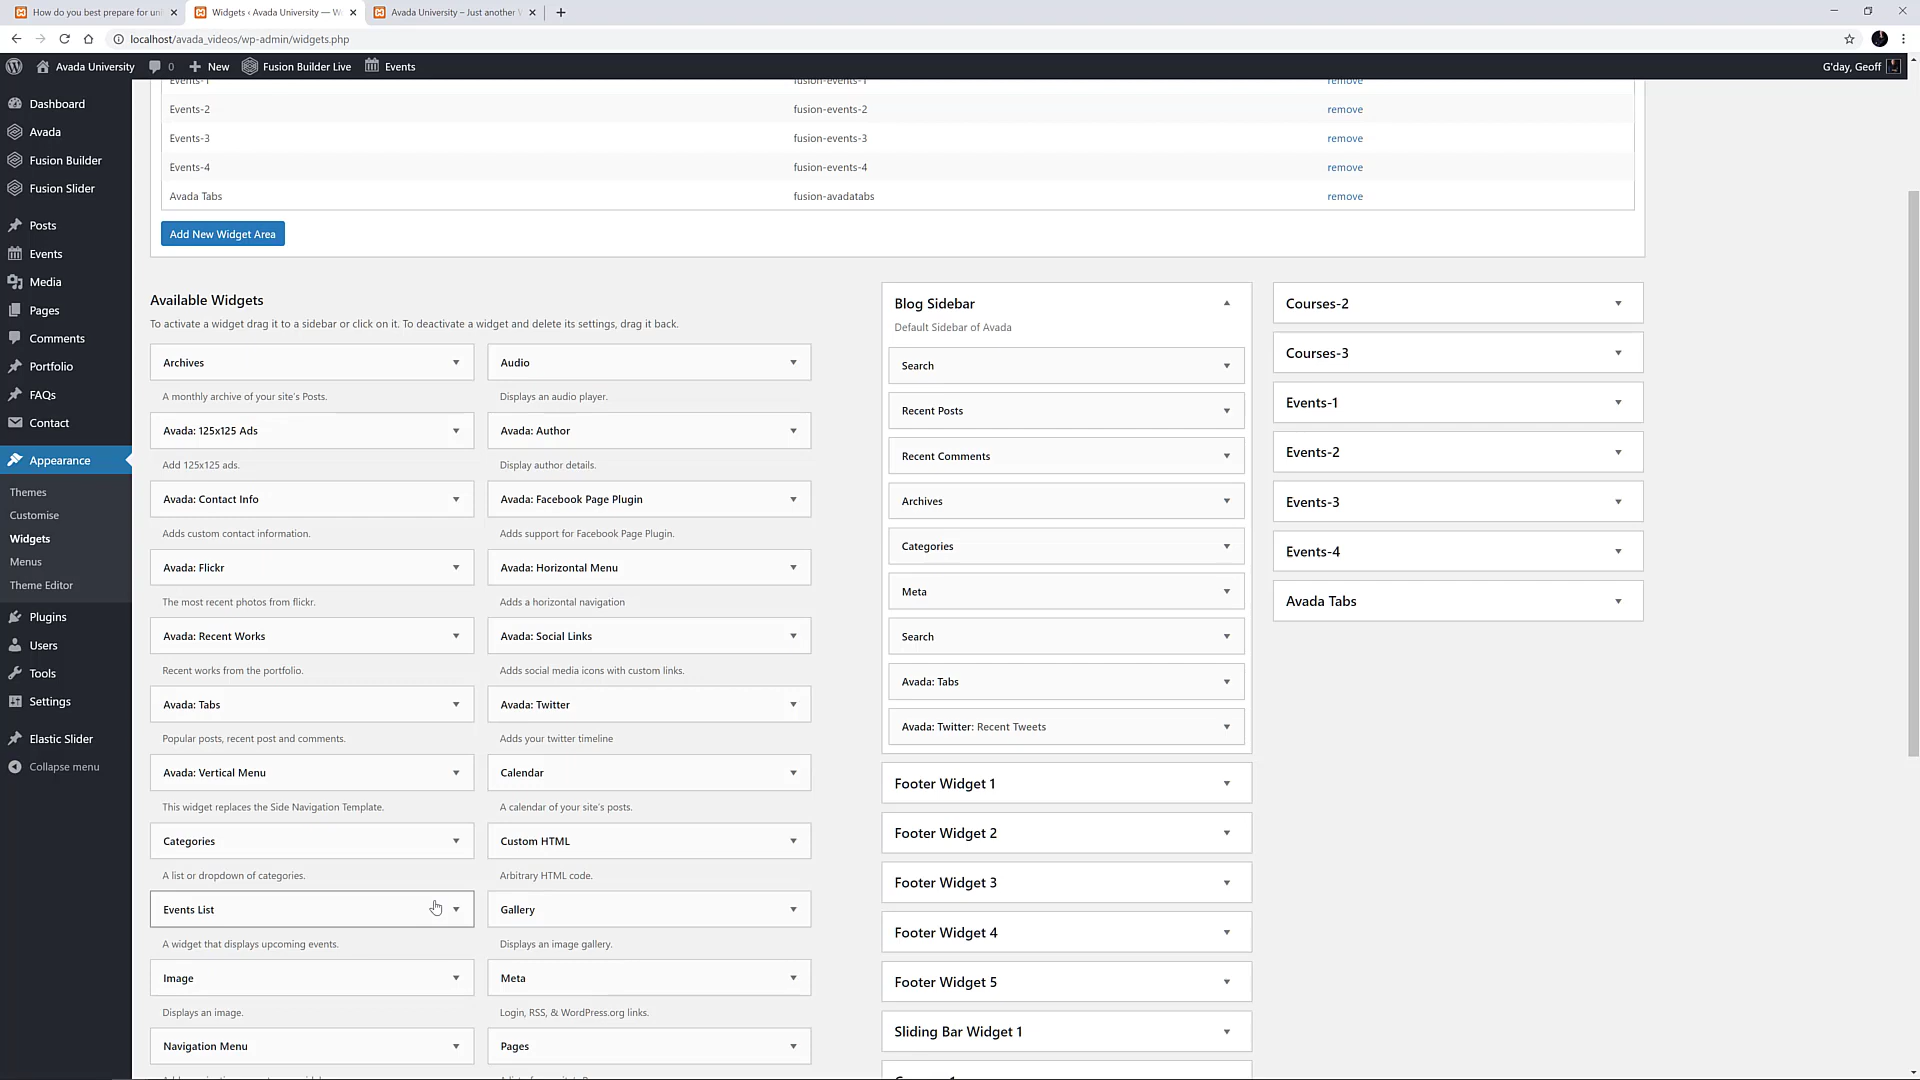 How do you best prepare for un
Widgets ‹ Avada University — W
Avada University – Just another
localhost/avada_videos/wp-admin/widgets.php
Avada University
0
New
Fusion Builder Live
Events
G'day, Geoff
Dashboard
Avada
Fusion Builder
Fusion Slider
Posts
Events
Media
Pages
Comments
Portfolio
FAQs
Contact
Appearance
Themes
Customise
Widgets
Menus
Theme Editor
Plugins
Users
Tools
Settings
Elastic Slider
Collapse menu
Events-1 fusion-events-1 remove
Events-2 fusion-events-2 remove
Events-3 fusion-events-3 remove
Events-4 fusion-events-4 remove
Avada Tabs fusion-avadatabs remove
Add New Widget Area
Available Widgets
To activate a widget drag it to a sidebar or click on it. To deactivate a widget and delete its settings, drag it back.
Archives
A monthly archive of your site's Posts.
Audio
Displays an audio player.
Avada: 125x125 Ads
Add 125x125 ads.
Avada: Author
Display author details.
Avada: Contact Info
Adds custom contact information.
Avada: Facebook Page Plugin
Adds support for Facebook Page Plugin.
Avada: Flickr
The most recent photos from flickr.
Avada: Horizontal Menu
Adds a horizontal navigation
Avada: Recent Works
Recent works from the portfolio.
Avada: Social Links
Adds social media icons with custom links.
Avada: Tabs
Popular posts, recent post and comments.
Avada: Twitter
Adds your twitter timeline
Avada: Vertical Menu
This widget replaces the Side Navigation Template.
Calendar
A calendar of your site's posts.
Categories
A list or dropdown of categories.
Custom HTML
Arbitrary HTML code.
Events List
A widget that displays upcoming events.
Gallery
Displays an image gallery.
Image
Displays an image.
Meta
Login, RSS, & WordPress.org links.
Navigation Menu
Pages
Blog Sidebar
Default Sidebar of Avada
Search
Recent Posts
Recent Comments
Archives
Categories
Meta
Search
Avada: Tabs
Avada: Twitter: Recent Tweets
Footer Widget 1
Footer Widget 2
Footer Widget 3
Footer Widget 4
Footer Widget 5
Sliding Bar Widget 1
Courses-2
Courses-3
Events-1
Events-2
Events-3
Events-4
Avada Tabs